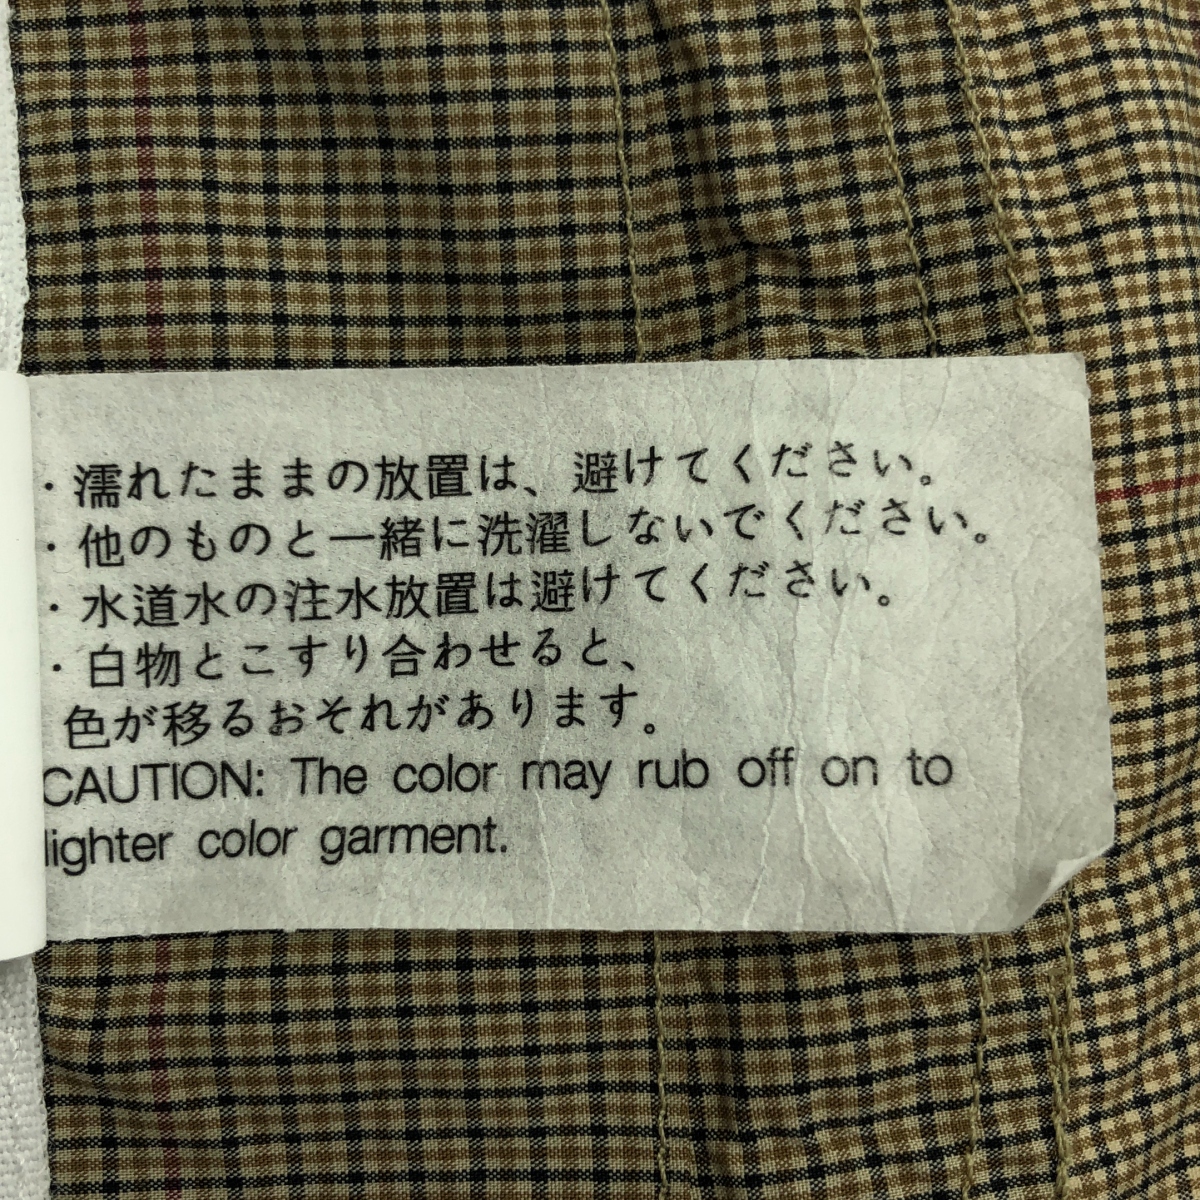 ・濡れたままの放置は、避けてください。
・他のものと一緒に洗濯しないでください。
・水道水の注水放置は避けてください。
・白物とこすり合わせると、
色が移るおそれがあります。
CAUTION: The color may rub off on to
lighter color garment.